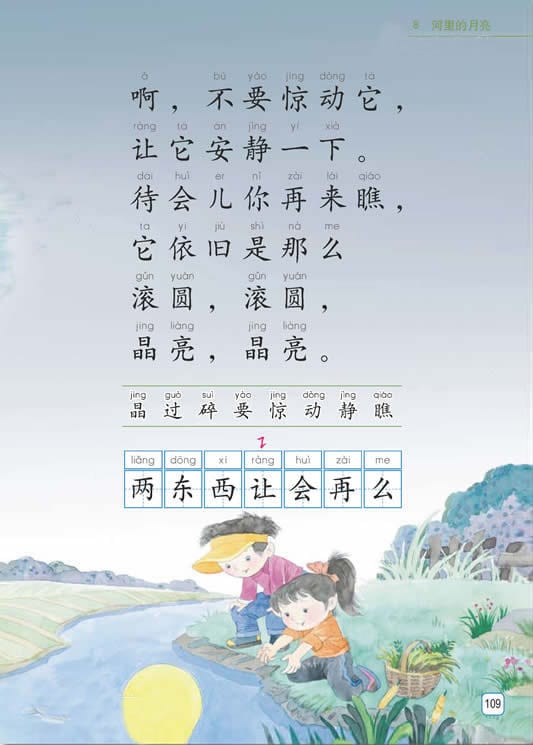 8 河里的月亮
ā bú yào jīng dòng tā
啊，不要惊动它，
ràng tā ān jìng yí xià
让它安静一下。
dāi huì er nǐ zài lái qiáo
待会儿你再来瞧，
tā yī jiù shì nà me
它依旧是那么
gǔn yuán gǔn yuán
滚圆，滚圆，
jīng liàng jīng liàng
晶亮，晶亮。
jīng guò suì yào jīng dòng jìng qiáo
晶过碎要惊动静瞧
liǎng dōng xi ràng huì zài me
两东西让会再么
109